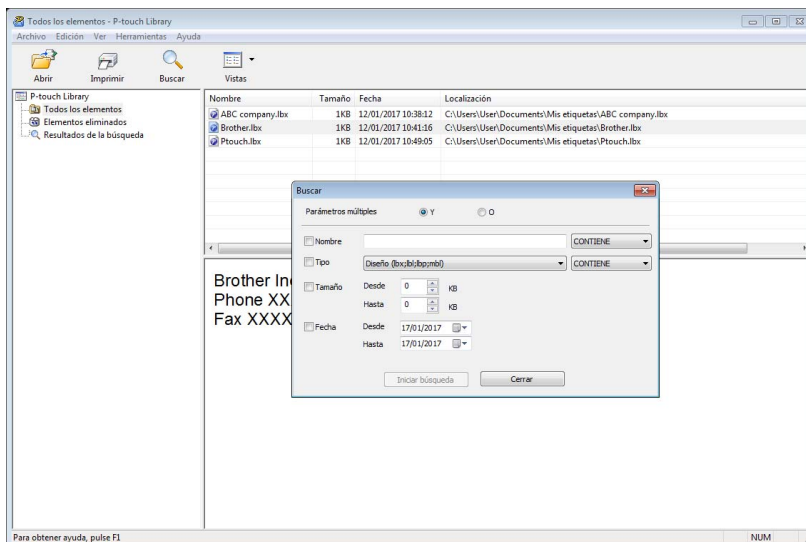 Todos los elementos - P-touch Library
Archivo Edición Ver Herramientas Ayuda
Abrir Imprimir Buscar Vistas
P-touch Library
Todos los elementos
Elementos eliminados
Resultados de la búsqueda
Nombre Tamaño Fecha Localización
ABC company.lbx 1KB 12/01/2017 10:38:12 C:\Users\User\Documents\Mis etiquetas\ABC company.lbx
Brother.lbx 1KB 12/01/2017 10:41:16 C:\Users\User\Documents\Mis etiquetas\Brother.lbx
Ptouch.lbx 1KB 12/01/2017 10:49:05 C:\Users\User\Documents\Mis etiquetas\Ptouch.lbx
Brother In
Phone XX
Fax XXXX
Buscar
Parámetros múltiples Y O
Nombre CONTIENE
Tipo Diseño (lbx;lbl;lbp;mbl) CONTIENE
Tamaño Desde 0 KB
Hasta 0 KB
Fecha Desde 17/01/2017
Hasta 17/01/2017
Iniciar búsqueda Cerrar
Para obtener ayuda, pulse F1 NUM